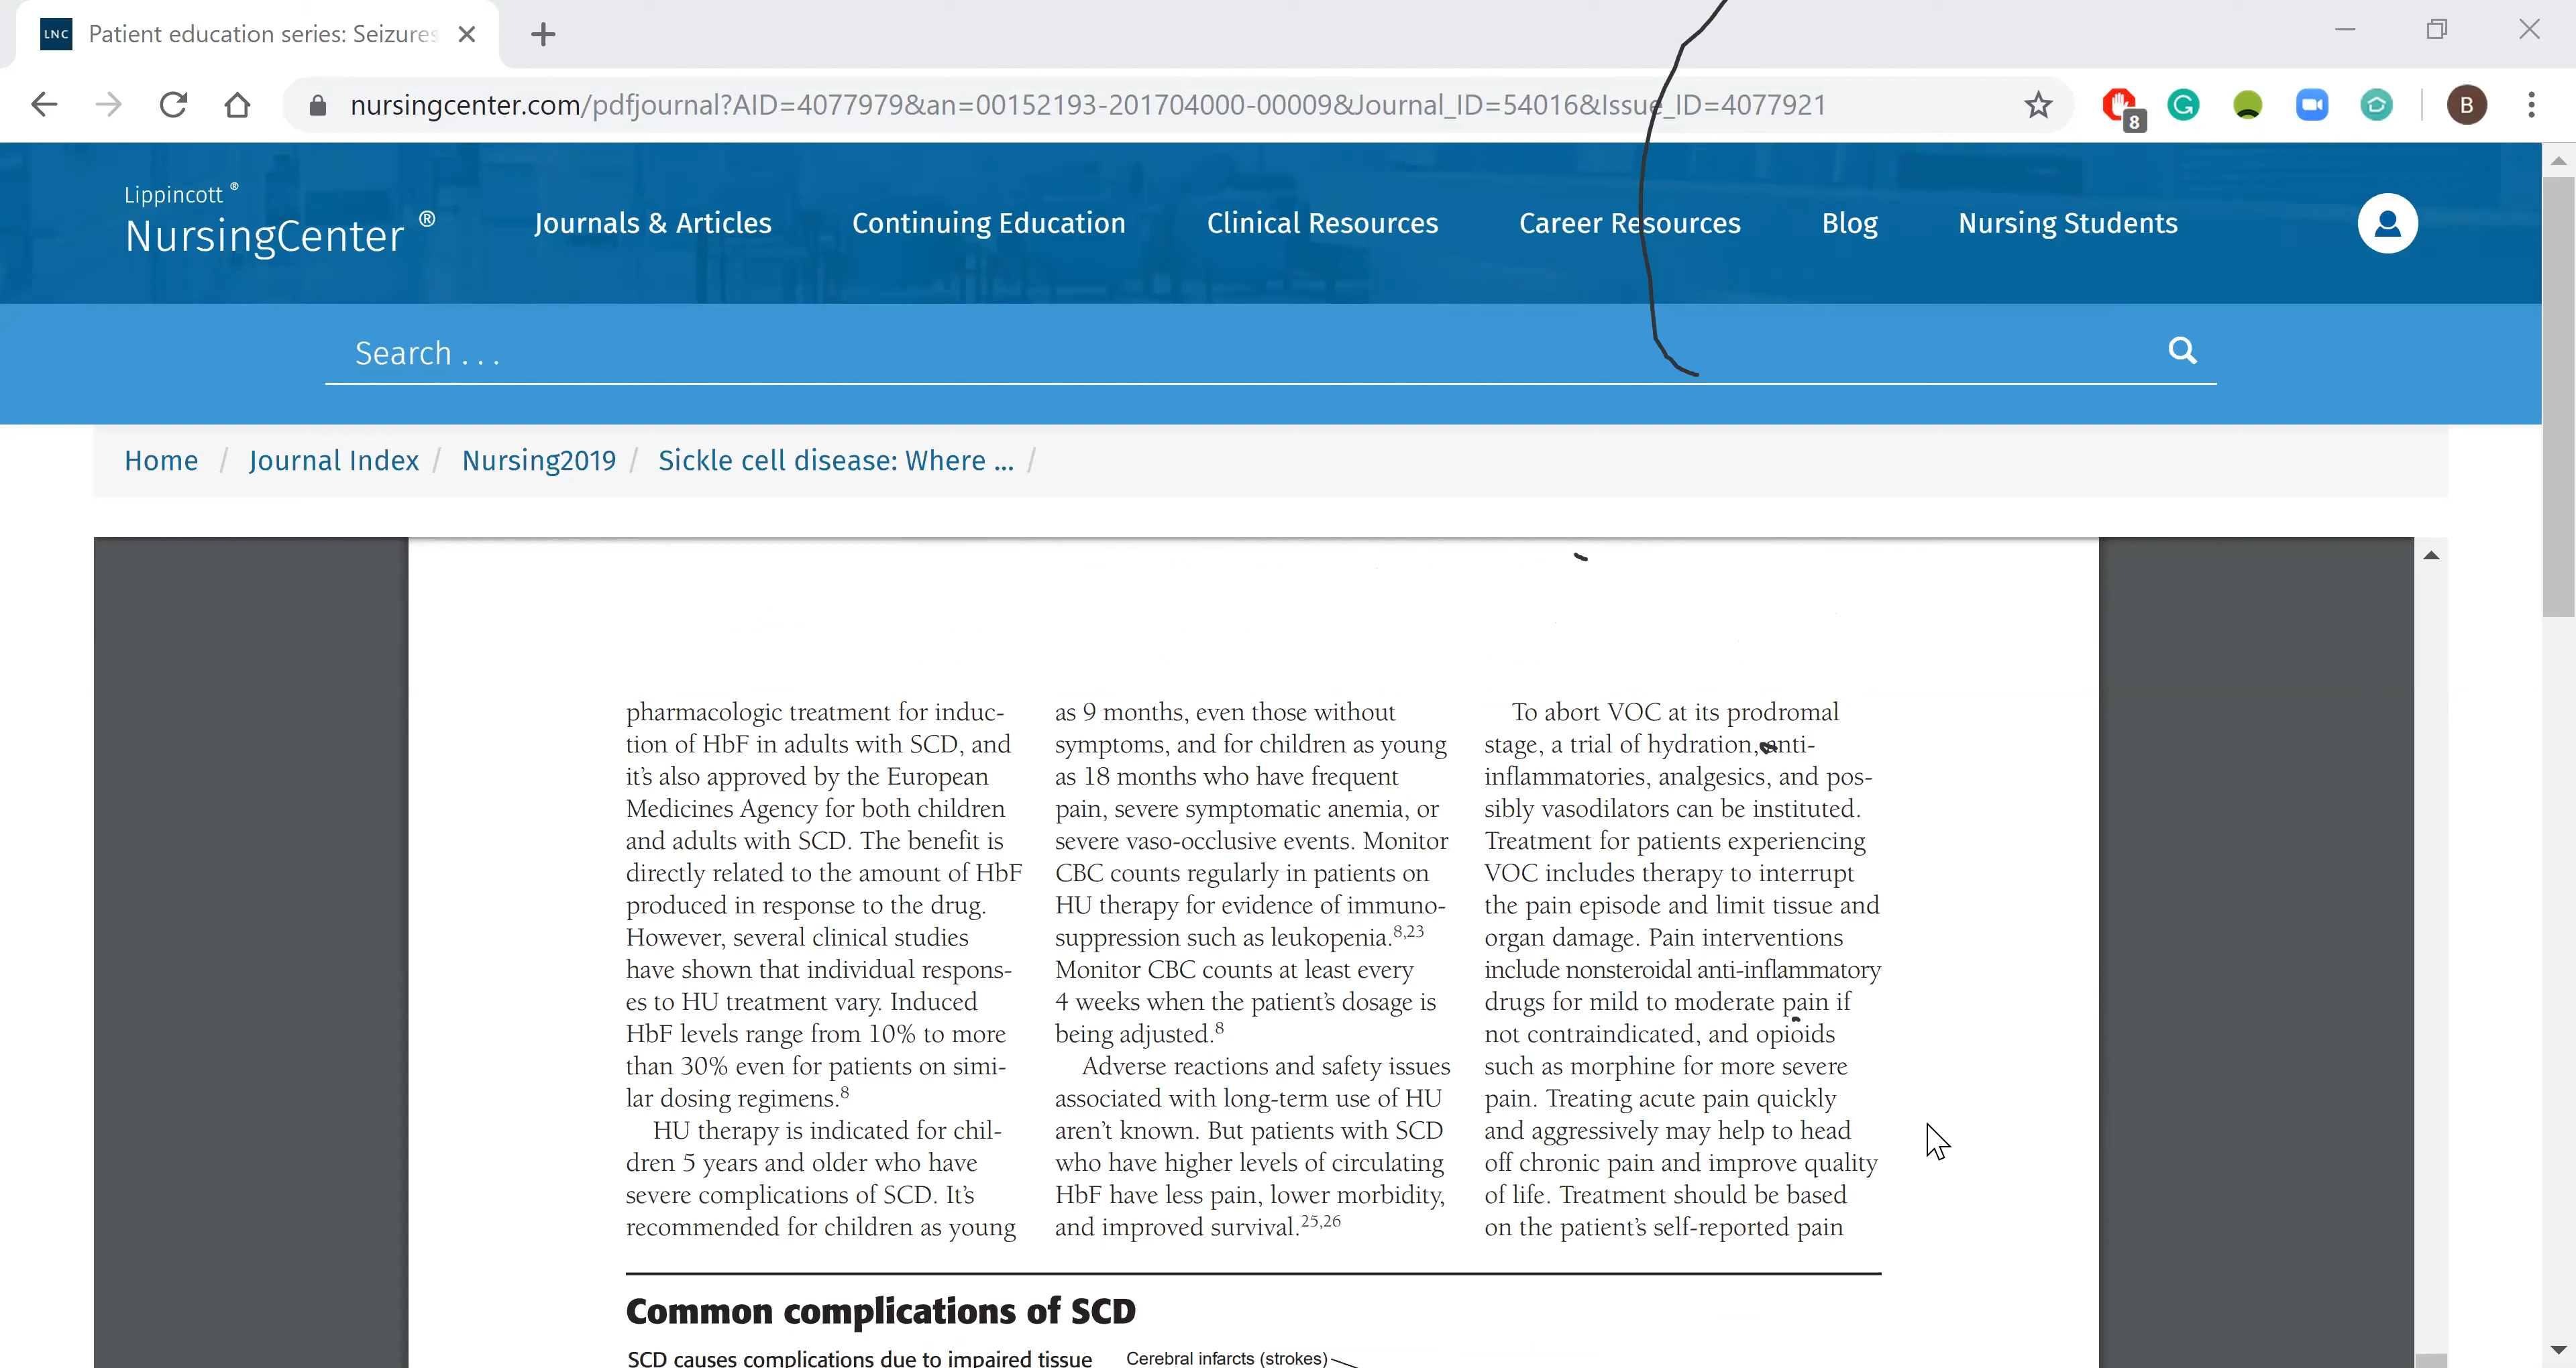 LNC Patient education series: Seizures
nursingcenter.com/pdfjournal?AID=4077979&an=00152193-201704000-00009&Journal_ID=54016&Issue_ID=4077921
8
B
Lippincott ®
NursingCenter ®
Journals & Articles
Continuing Education
Clinical Resources
Career Resources
Blog
Nursing Students
Search . . .
Home / Journal Index / Nursing2019 / Sickle cell disease: Where ... /
pharmacologic treatment for induc-
tion of HbF in adults with SCD, and
it's also approved by the European
Medicines Agency for both children
and adults with SCD. The benefit is
directly related to the amount of HbF
produced in response to the drug.
However, several clinical studies
have shown that individual respons-
es to HU treatment vary. Induced
HbF levels range from 10% to more
than 30% even for patients on simi-
lar dosing regimens.8
HU therapy is indicated for chil-
dren 5 years and older who have
severe complications of SCD. It's
recommended for children as young
as 9 months, even those without
symptoms, and for children as young
as 18 months who have frequent
pain, severe symptomatic anemia, or
severe vaso-occlusive events. Monitor
CBC counts regularly in patients on
HU therapy for evidence of immuno-
suppression such as leukopenia.8,23
Monitor CBC counts at least every
4 weeks when the patient's dosage is
being adjusted.8
Adverse reactions and safety issues
associated with long-term use of HU
aren't known. But patients with SCD
who have higher levels of circulating
HbF have less pain, lower morbidity,
and improved survival.25,26
To abort VOC at its prodromal
stage, a trial of hydration, anti-
inflammatories, analgesics, and pos-
sibly vasodilators can be instituted.
Treatment for patients experiencing
VOC includes therapy to interrupt
the pain episode and limit tissue and
organ damage. Pain interventions
include nonsteroidal anti-inflammatory
drugs for mild to moderate pain if
not contraindicated, and opioids
such as morphine for more severe
pain. Treating acute pain quickly
and aggressively may help to head
off chronic pain and improve quality
of life. Treatment should be based
on the patient's self-reported pain
Common complications of SCD
SCD causes complications due to impaired tissue
Cerebral infarcts (strokes)